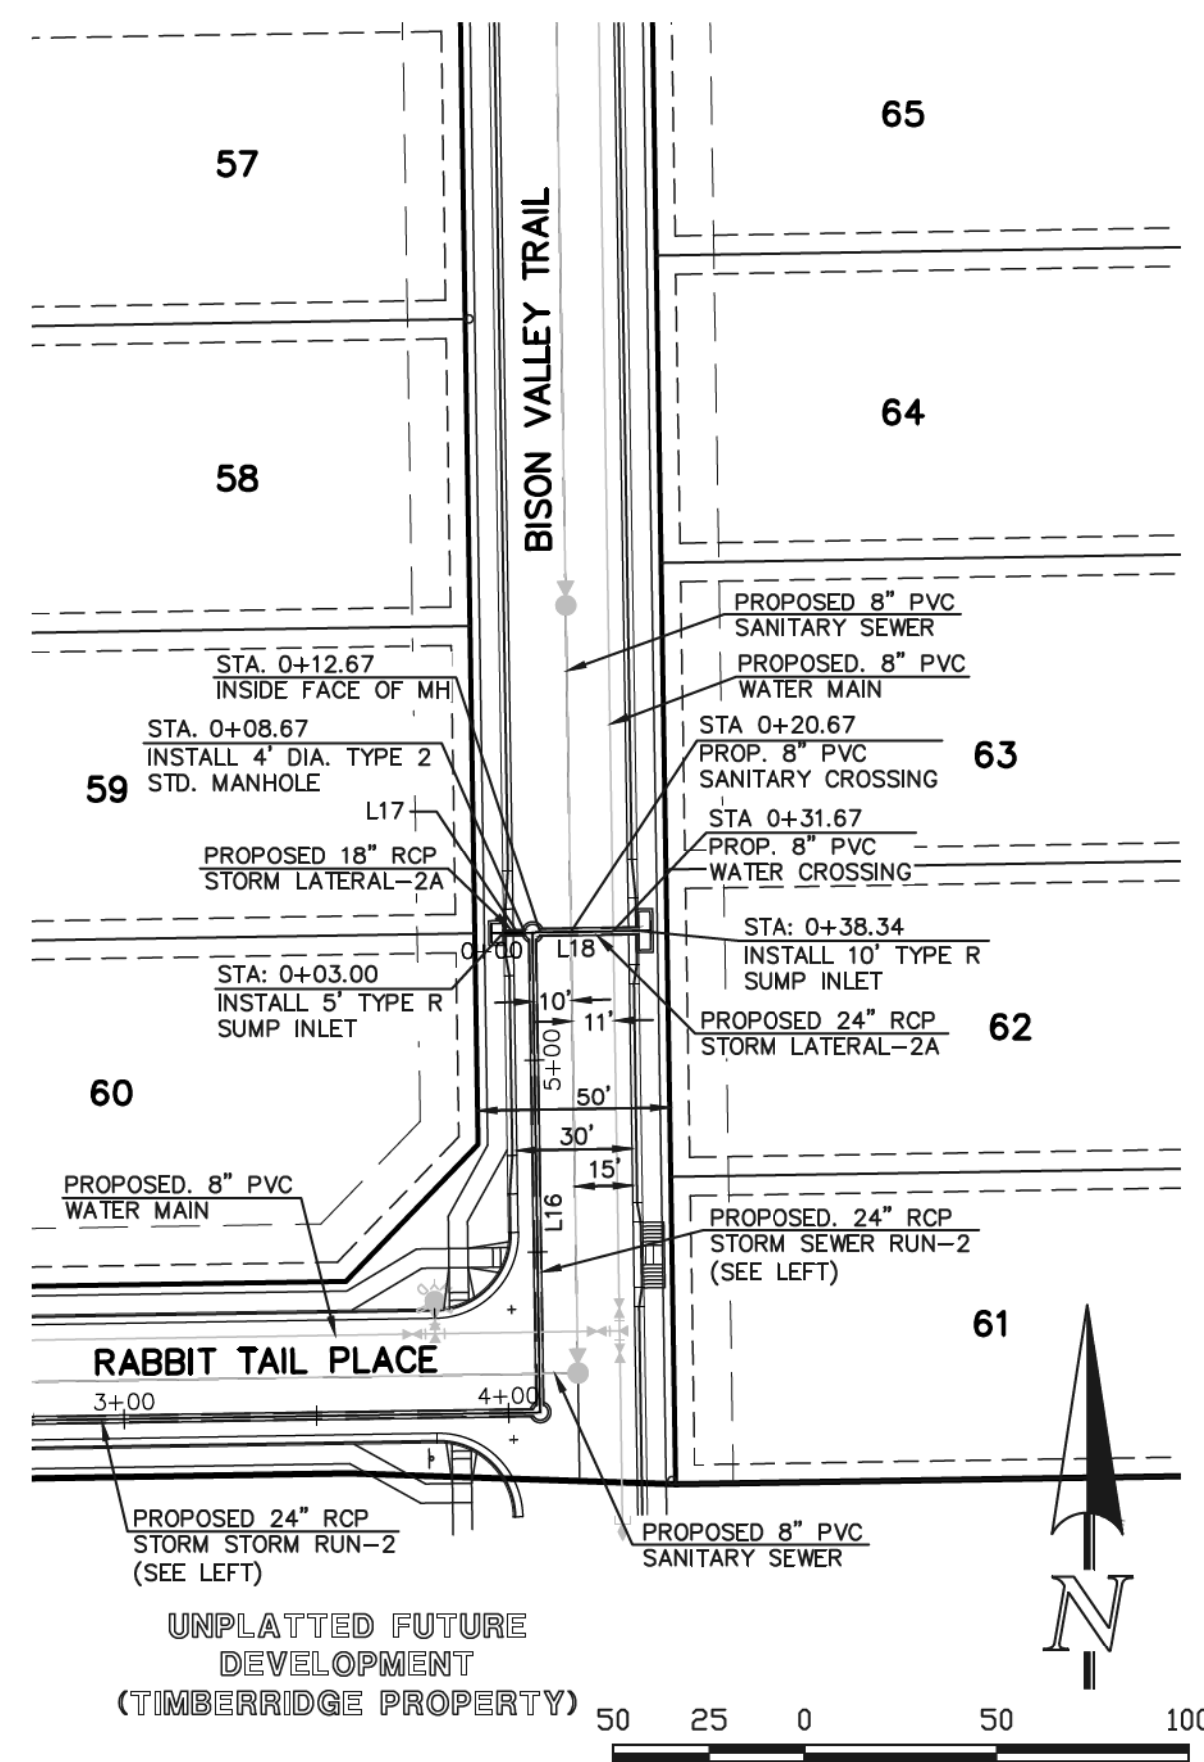 65
57
BISON VALLEY TRAIL
64
58
PROPOSED 8" PVC
SANITARY SEWER
STA. 0+12.67
INSIDE FACE OF MH
PROPOSED. 8" PVC
WATER MAIN
STA. 0+08.67
INSTALL 4' DIA. TYPE 2
STD. MANHOLE
STA 0+20.67
PROP. 8" PVC
SANITARY CROSSING
63
59
L17
STA 0+31.67
PROP. 8" PVC
WATER CROSSING
PROPOSED 18" RCP
STORM LATERAL-2A
0+00
L18
STA: 0+38.34
INSTALL 10' TYPE R
SUMP INLET
STA: 0+03.00
INSTALL 5' TYPE R
SUMP INLET
10'
11'
PROPOSED 24" RCP
STORM LATERAL-2A
62
5+00
60
50'
30'
15'
PROPOSED. 8" PVC
WATER MAIN
L16
PROPOSED. 24" RCP
STORM SEWER RUN-2
(SEE LEFT)
61
RABBIT TAIL PLACE
3+00
4+00
PROPOSED 24" RCP
STORM STORM RUN-2
(SEE LEFT)
PROPOSED 8" PVC
SANITARY SEWER
N
UNPLATTED FUTURE
DEVELOPMENT
(TIMBERRIDGE PROPERTY)
50 25 0 50 100